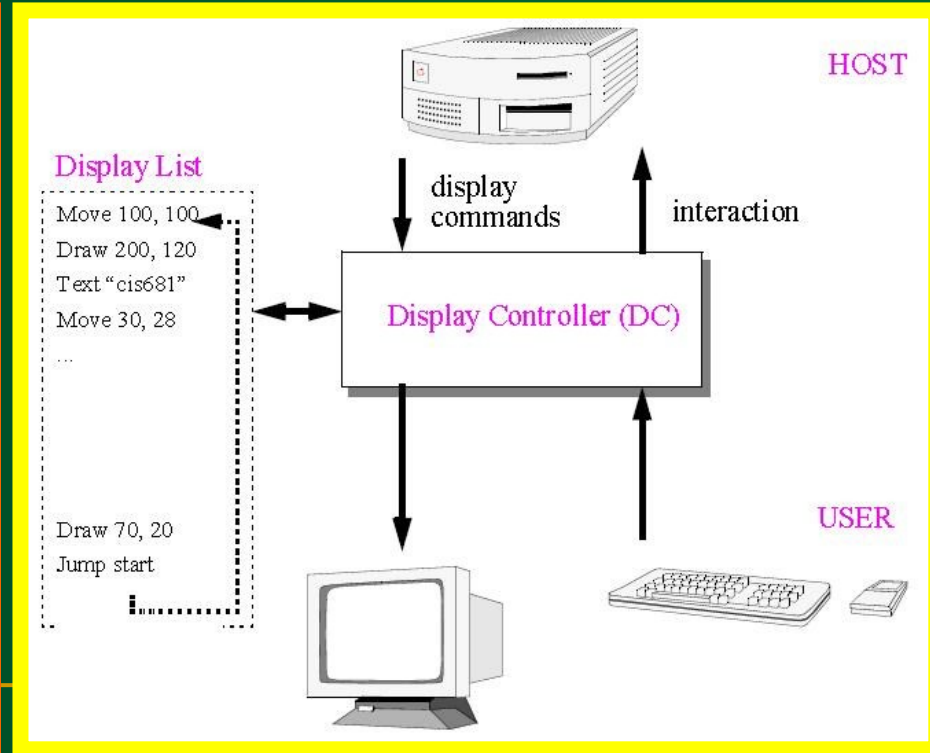 HOST
Display List
display
commands
interaction
Move 100, 100
Draw 200, 120
Text “cis681”
Move 30, 28
...
Display Controller (DC)
Draw 70, 20
Jump start
USER